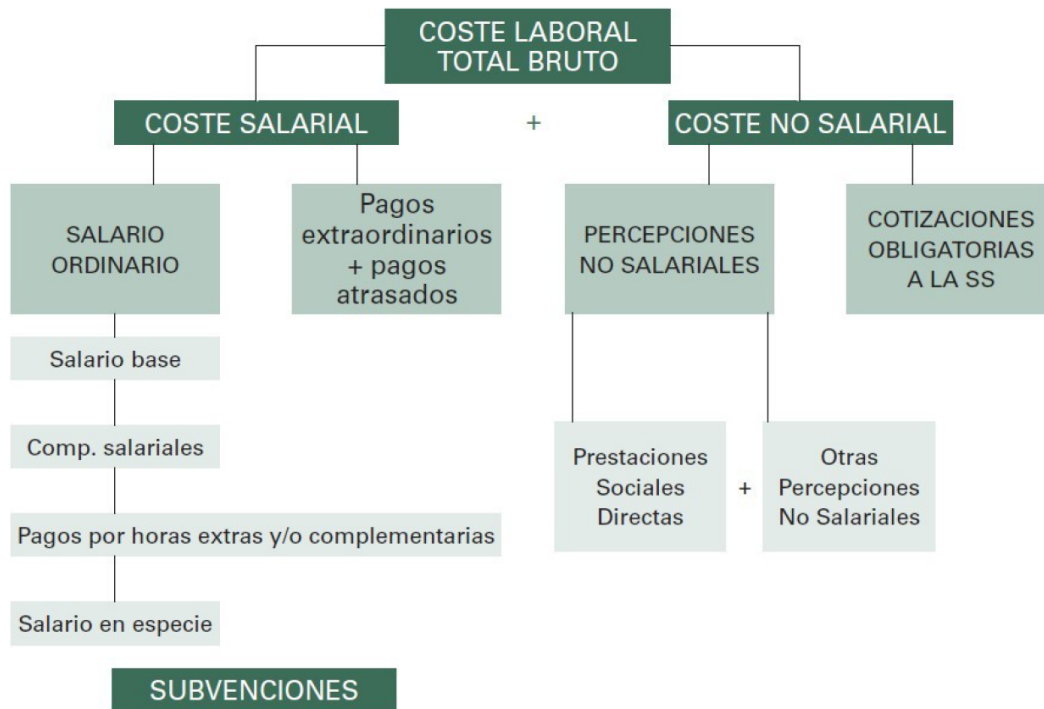 COSTE LABORAL
TOTAL BRUTO
COSTE SALARIAL
+
COSTE NO SALARIAL
SALARIO
ORDINARIO
Pagos
extraordinarios
+ pagos
atrasados
PERCEPCIONES
NO SALARIALES
COTIZACIONES
OBLIGATORIAS
A LA SS
Salario base
Comp. salariales
Pagos por horas extras y/o complementarias
Salario en especie
Prestaciones
Sociales
Directas
+
Otras
Percepciones
No Salariales
SUBVENCIONES